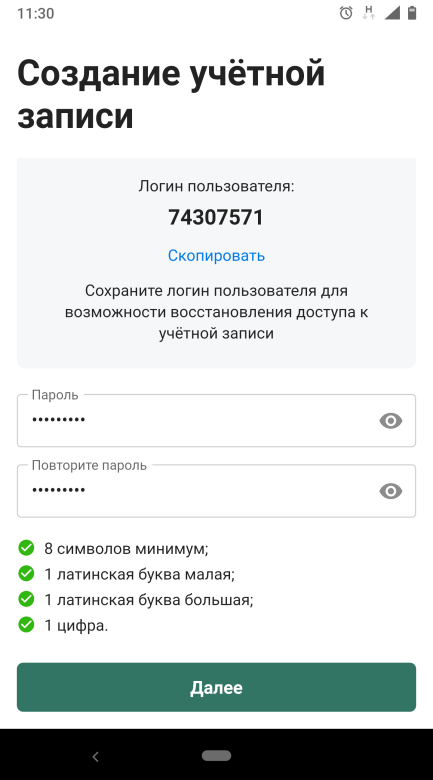 11:30
H
Создание учётной
записи
Логин пользователя:
74307571
Скопировать
Сохраните логин пользователя для
возможности восстановления доступа к
учётной записи
Пароль
•••••••••
Повторите пароль
•••••••••
8 символов минимум;
1 латинская буква малая;
1 латинская буква большая;
1 цифра.
Далее